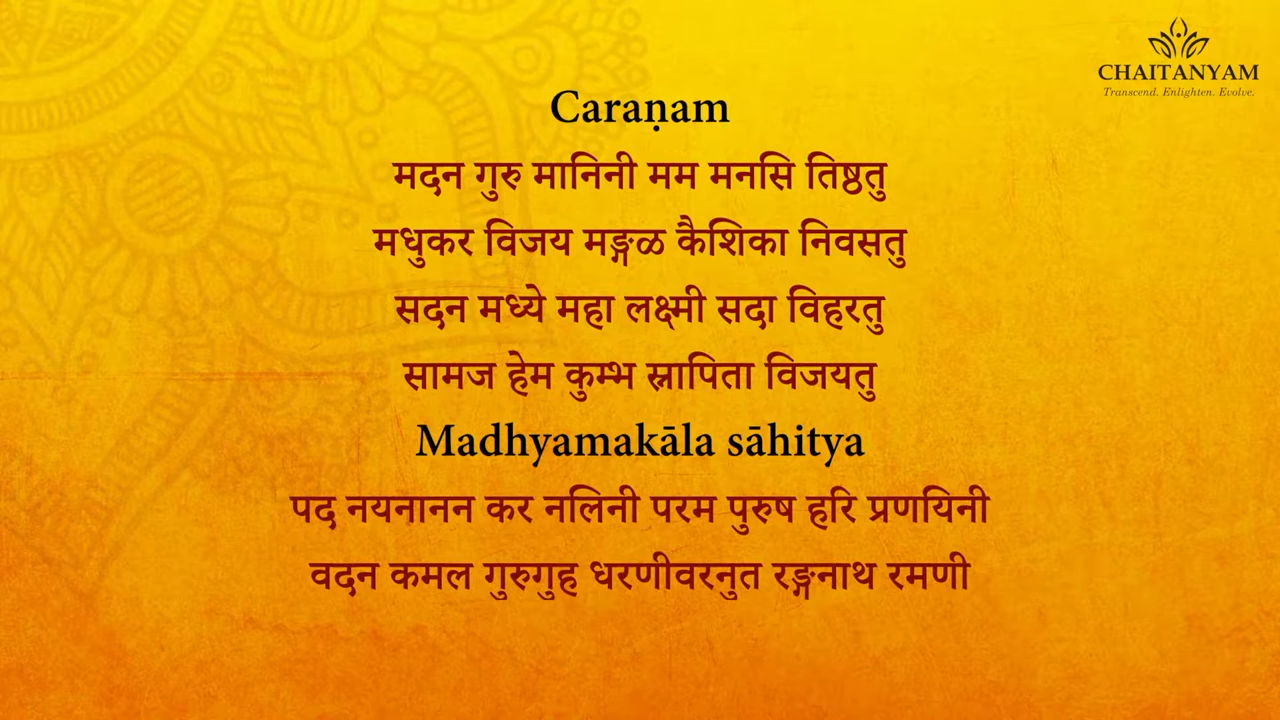 CHAITANYAM
Transcend. Enlighten. Evolve.
Caraṇam
मदन गुरु मानिनी मम मनसि तिष्ठतु
मधुकर विजय मङ्गळ कैशिका निवसतु
सदन मध्ये महा लक्ष्मी सदा विहरतु
सामज हेम कुम्भ स्नापिता विजयतु
Madhyamakāla sāhitya
पद नयनानन कर नलिनी परम पुरुष हरि प्रणयिनी
वदन कमल गुरुगुह धरणीवरनुत रङ्गनाथ रमणी